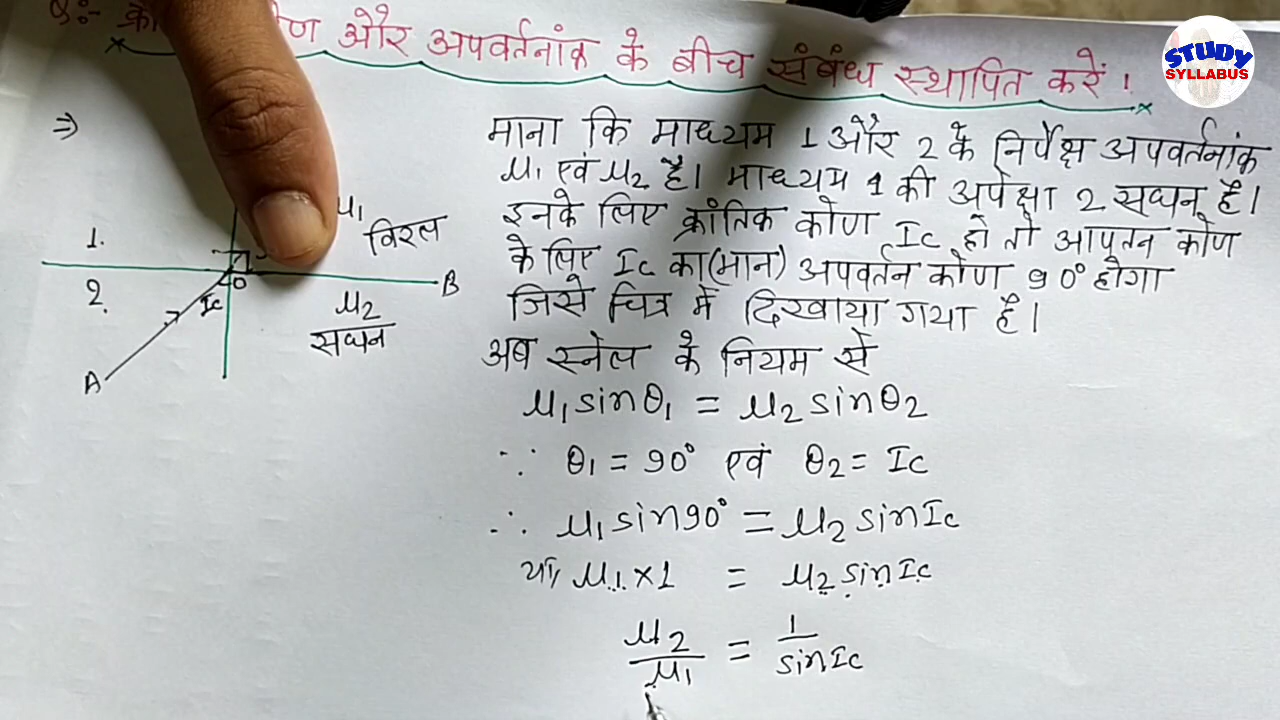 Q:- और अपवर्तनांक के बीच संबंध स्थापित करें।
STUDY
SYLLABUS
⇒
माना कि माध्यम 1 और 2 के निर्पेक्ष अपवर्तनांक
μ1 एवं μ2 है। माध्यम 1 की अपेक्षा 2 सघन है।
इनके लिए क्रांतिक कोण Ic हो तो आपतन कोण
के लिए Ic का(मान) अपवर्तन कोण 90° होगा
जिसे चित्र में दिखाया गया है।
μ1
विरल
1.
2.
O
B
Ic
μ2
सघन
A
अब स्नेल के नियम से
μ1 sinθ1 = μ2 sinθ2
∵ θ1 = 90° एवं θ2 = Ic
∴ μ1 sin90° = μ2 sinIc
या, μ1 × 1 = μ2 sinIc
μ2/μ1 = 1/sinIc